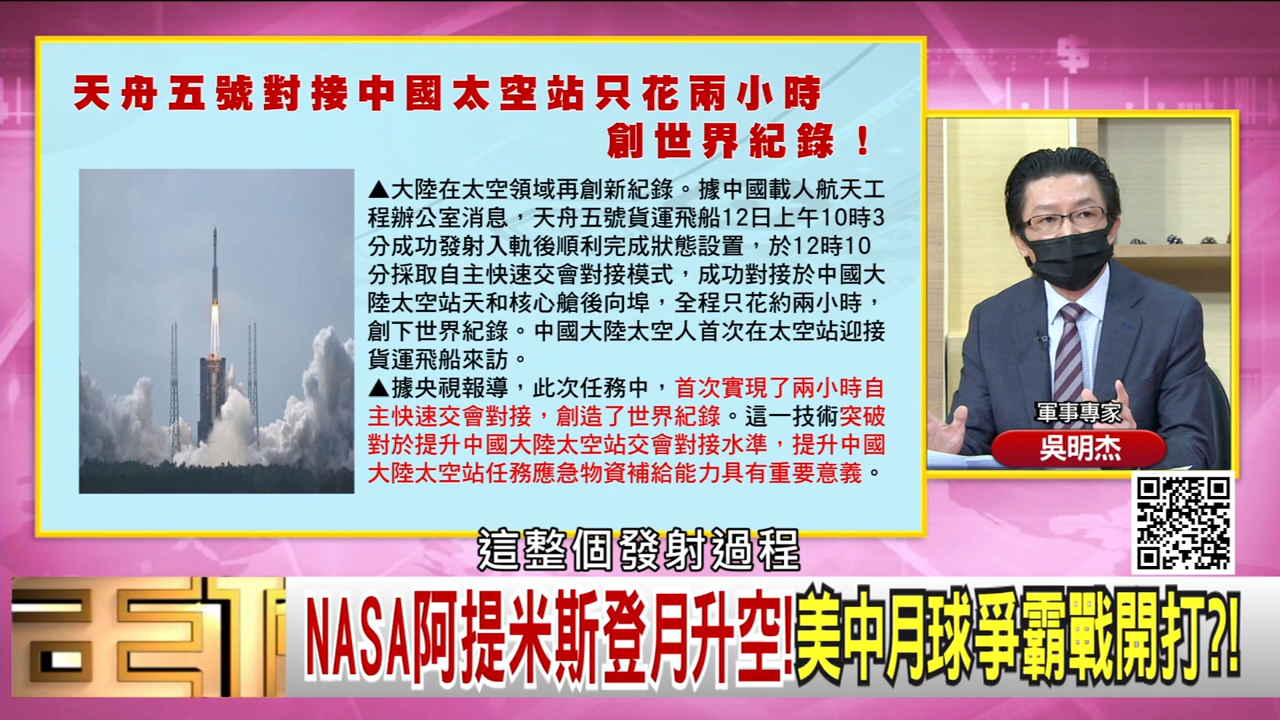 天舟五號對接中國太空站只花兩小時
創世界紀錄！
▲大陸在太空領域再創新紀錄。據中國載人航天工
程辦公室消息，天舟五號貨運飛船12日上午10時3
分成功發射入軌後順利完成狀態設置，於12時10
分採取自主快速交會對接模式，成功對接於中國大
陸太空站天和核心艙後向埠，全程只花約兩小時，
創下世界紀錄。中國大陸太空人首次在太空站迎接
貨運飛船來訪。
▲據央視報導，此次任務中，首次實現了兩小時自
主快速交會對接，創造了世界紀錄。這一技術突破
對於提升中國大陸太空站交會對接水準，提升中國
大陸太空站任務應急物資補給能力具有重要意義。
軍事專家
吳明杰
這整個發射過程
NASA阿提米斯登月升空!美中月球爭霸戰開打?!